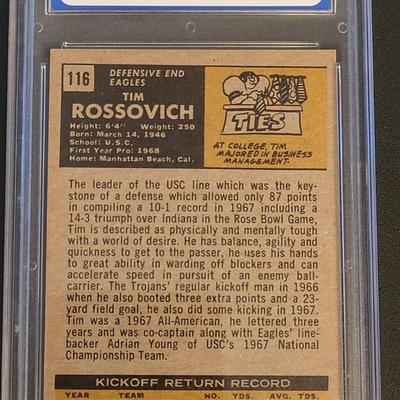 116
DEFENSIVE END
EAGLES
TIM
ROSSOVICH
Height: 6'4" Weight: 250
Born: March 14, 1946
School: U.S.C.
First Year Pro: 1968
Home: Manhattan Beach, Cal.
TIES
AT COLLEGE, TIM
MAJORED IN BUSINESS
MANAGEMENT.
The leader of the USC line which was the key-
stone of a defense which allowed only 87 points
in compiling a 10-1 record in 1967 including a
14-3 triumph over Indiana in the Rose Bowl Game,
Tim is described as physically and mentally tough
with a world of desire. He has balance, agility and
quickness to get to the passer, he uses his hands
with great ability in warding off blockers and can
accelerate speed in pursuit of an enemy ball-
carrier. The Trojans' regular kickoff man in 1966
when he also booted three extra points and a 23-
yard field goal, he also did some kicking in 1967.
Tim was a 1967 All-American, he lettered three
years and was co-captain along with Eagles' line-
backer Adrian Young of USC's 1967 National
Championship Team.
KICKOFF RETURN RECORD
YEAR TEAM NO. YDS. AVG. TDS.